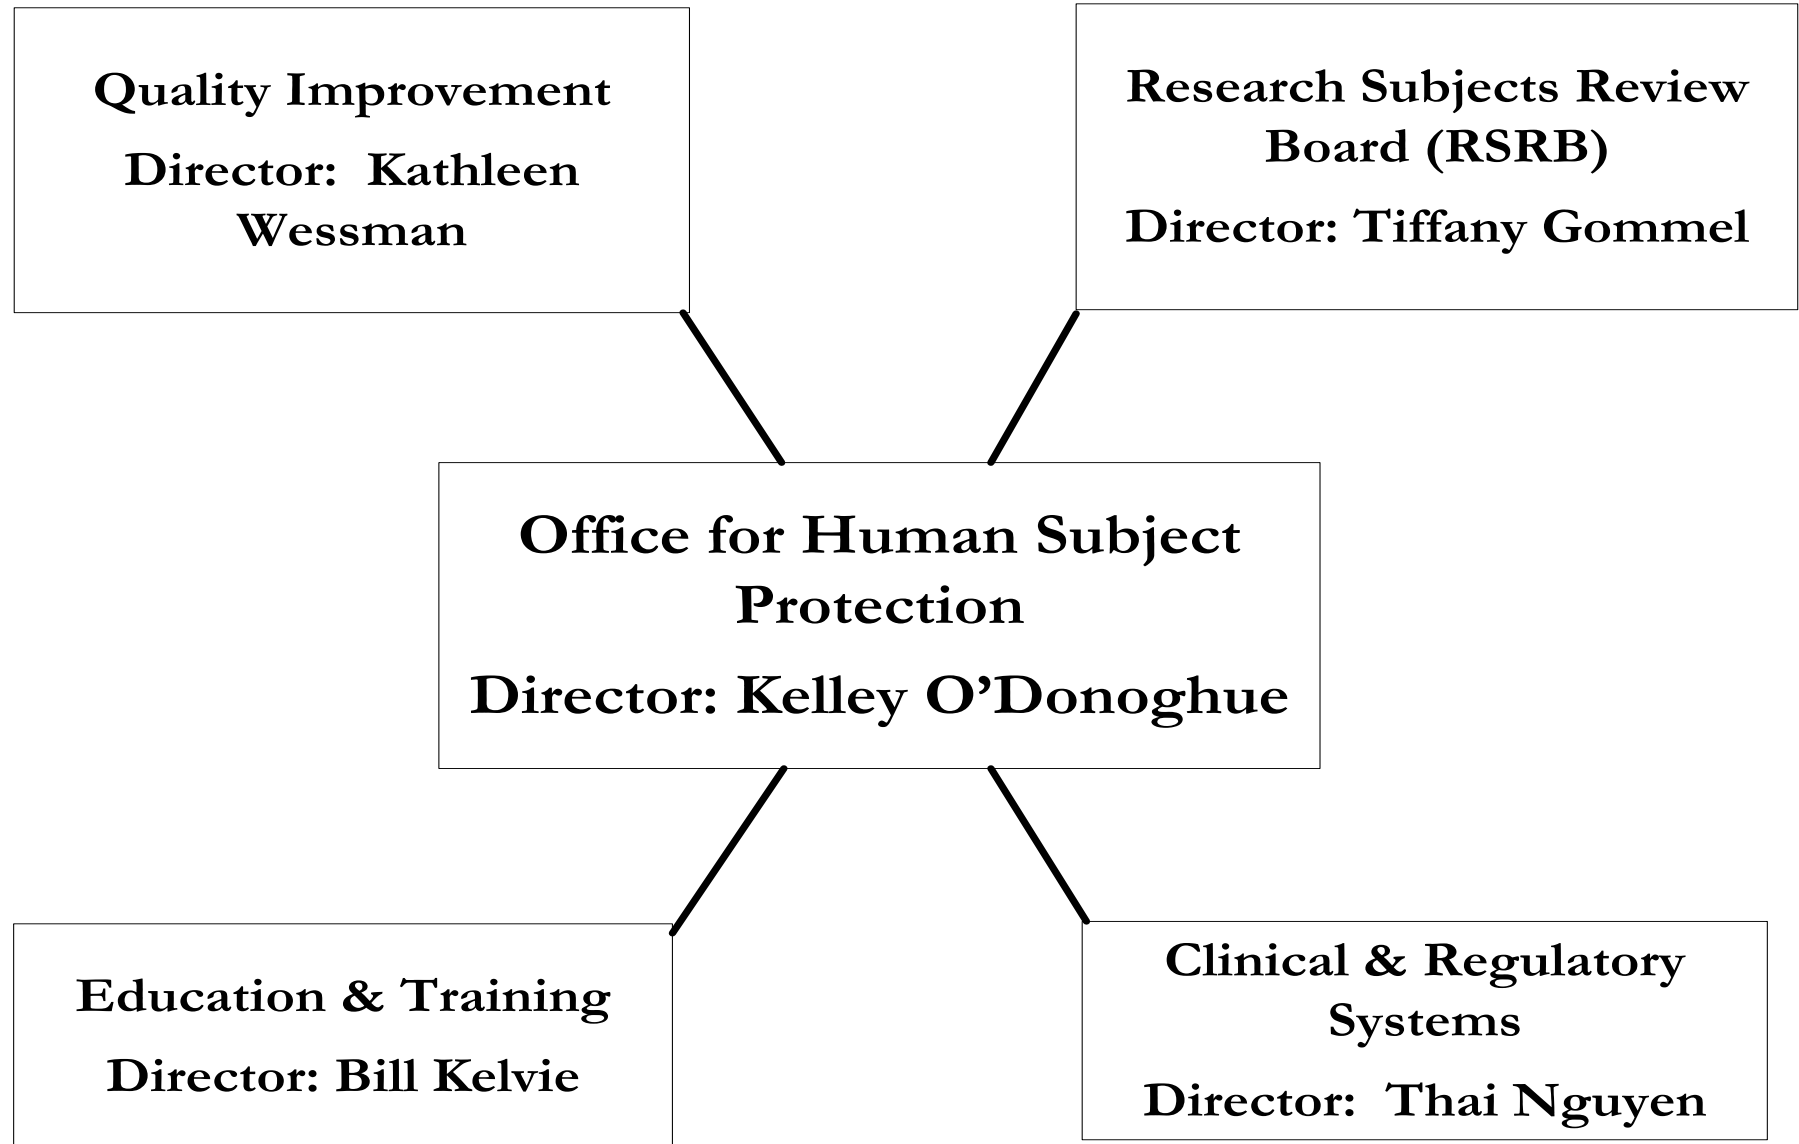 Quality Improvement
Director:  Kathleen
Wessman
Research Subjects Review
Board (RSRB)
Director: Tiffany Gommel
Office for Human Subject
Protection
Director: Kelley O’Donoghue
Education & Training
Director: Bill Kelvie
Clinical & Regulatory
Systems
Director:  Thai Nguyen